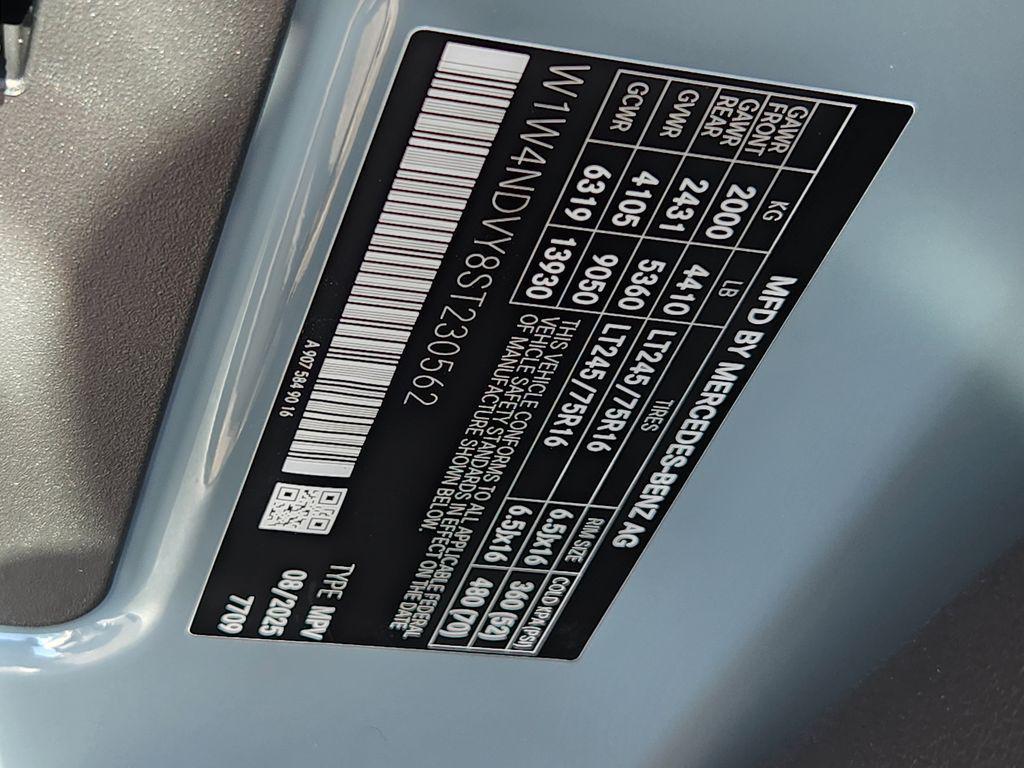 MFD BY MERCEDES-BENZ AG
KG LB TIRES RIM SIZE COLD KPA (PSI)
GAWR FRONT 2000 4410 LT245/75R16 6.5Jx16 360 (52)
GAWR REAR 2431 5360 LT245/75R16 6.5Jx16 480 (70)
GVWR 4105 9050
GCWR 6319 13930
THIS VEHICLE CONFORMS TO ALL APPLICABLE FEDERAL
VEHICLE SAFETY STANDARDS IN EFFECT ON THE DATE
OF MANUFACTURE SHOWN BELOW.
W1W4NDVY8ST230562
TYPE MPV
08/2025
7709
A 907 584 90 16